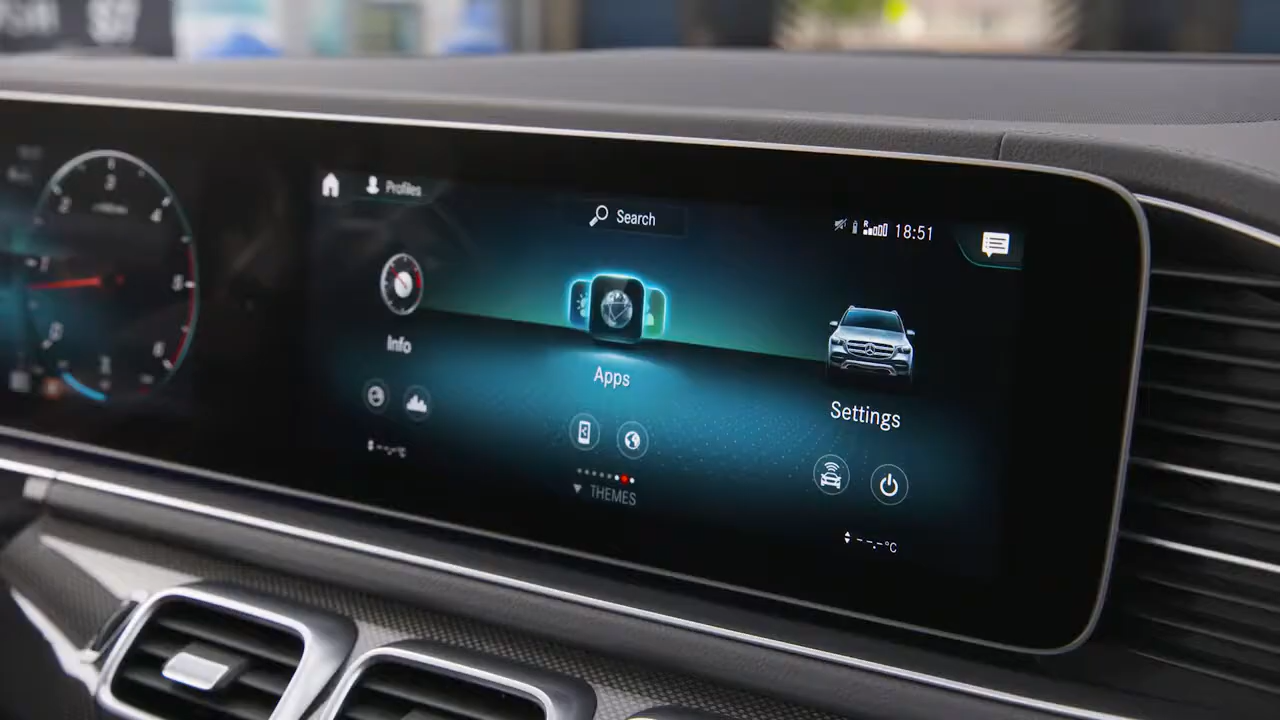 Profiles
Search
R
18:51
Info
Apps
Settings
THEMES
--.-°C
--.-°C